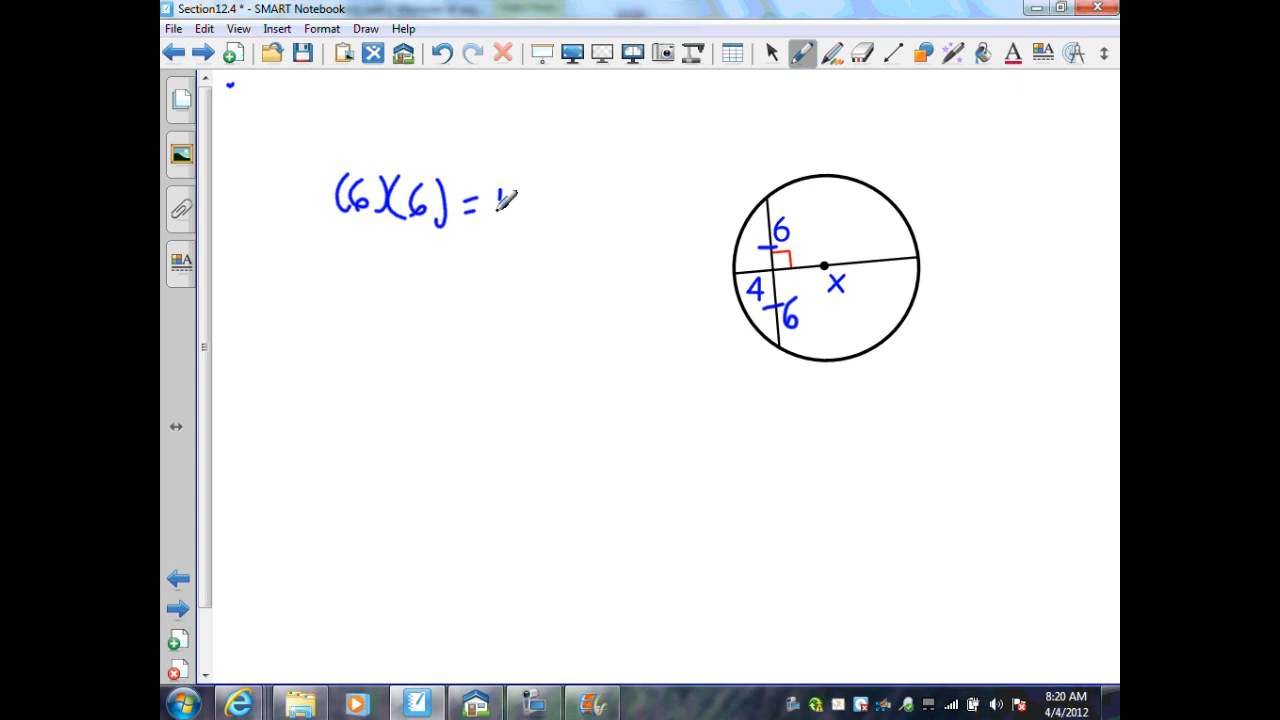 Section12.4 * - SMART Notebook
File Edit View Insert Format Draw Help
(6)(6) =
6
4
x
6
8:20 AM
4/4/2012